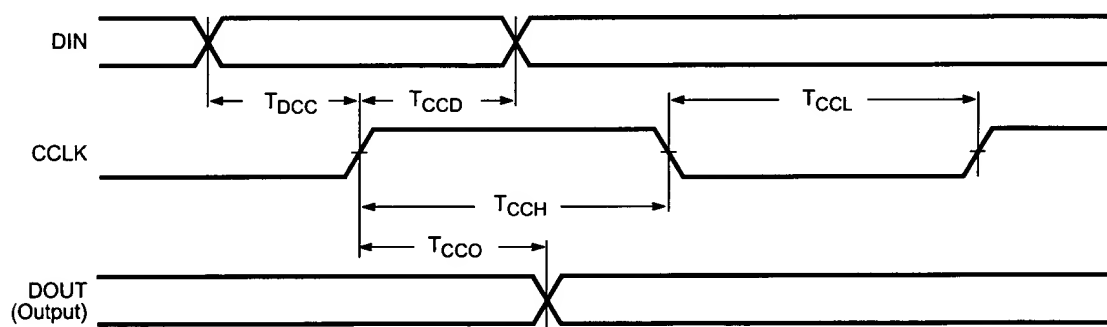 DIN
TDCC
TCCD
TCCL
CCLK
TCCH
TCCO
DOUT
(Output)